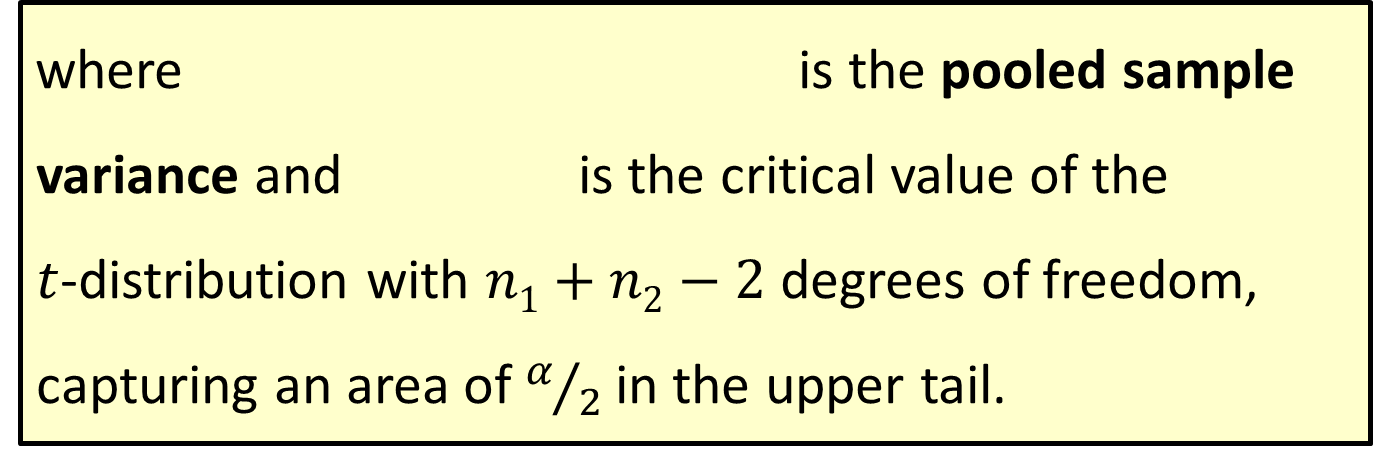 where is the pooled sample
variance and is the critical value of the
t-distribution with n₁ + n₂ − 2 degrees of freedom,
capturing an area of α/2 in the upper tail.